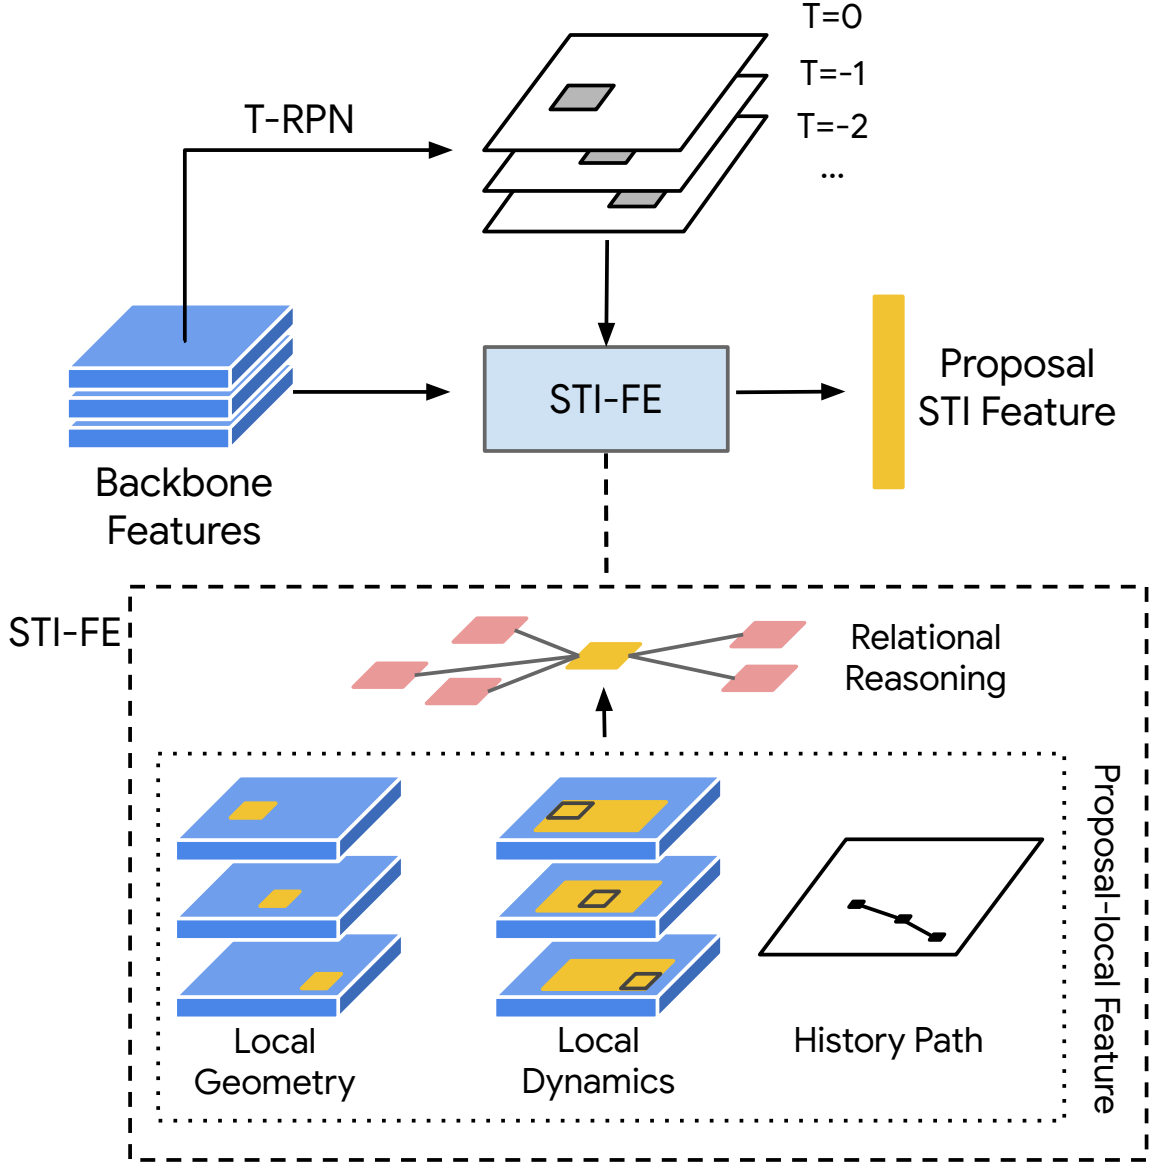 T=0
T=-1
T-RPN
T=-2
...
STI-FE
Proposal
STI Feature
Backbone
Features
STI-FE
Relational
Reasoning
Proposal-local Feature
Local
Geometry
Local
Dynamics
History Path